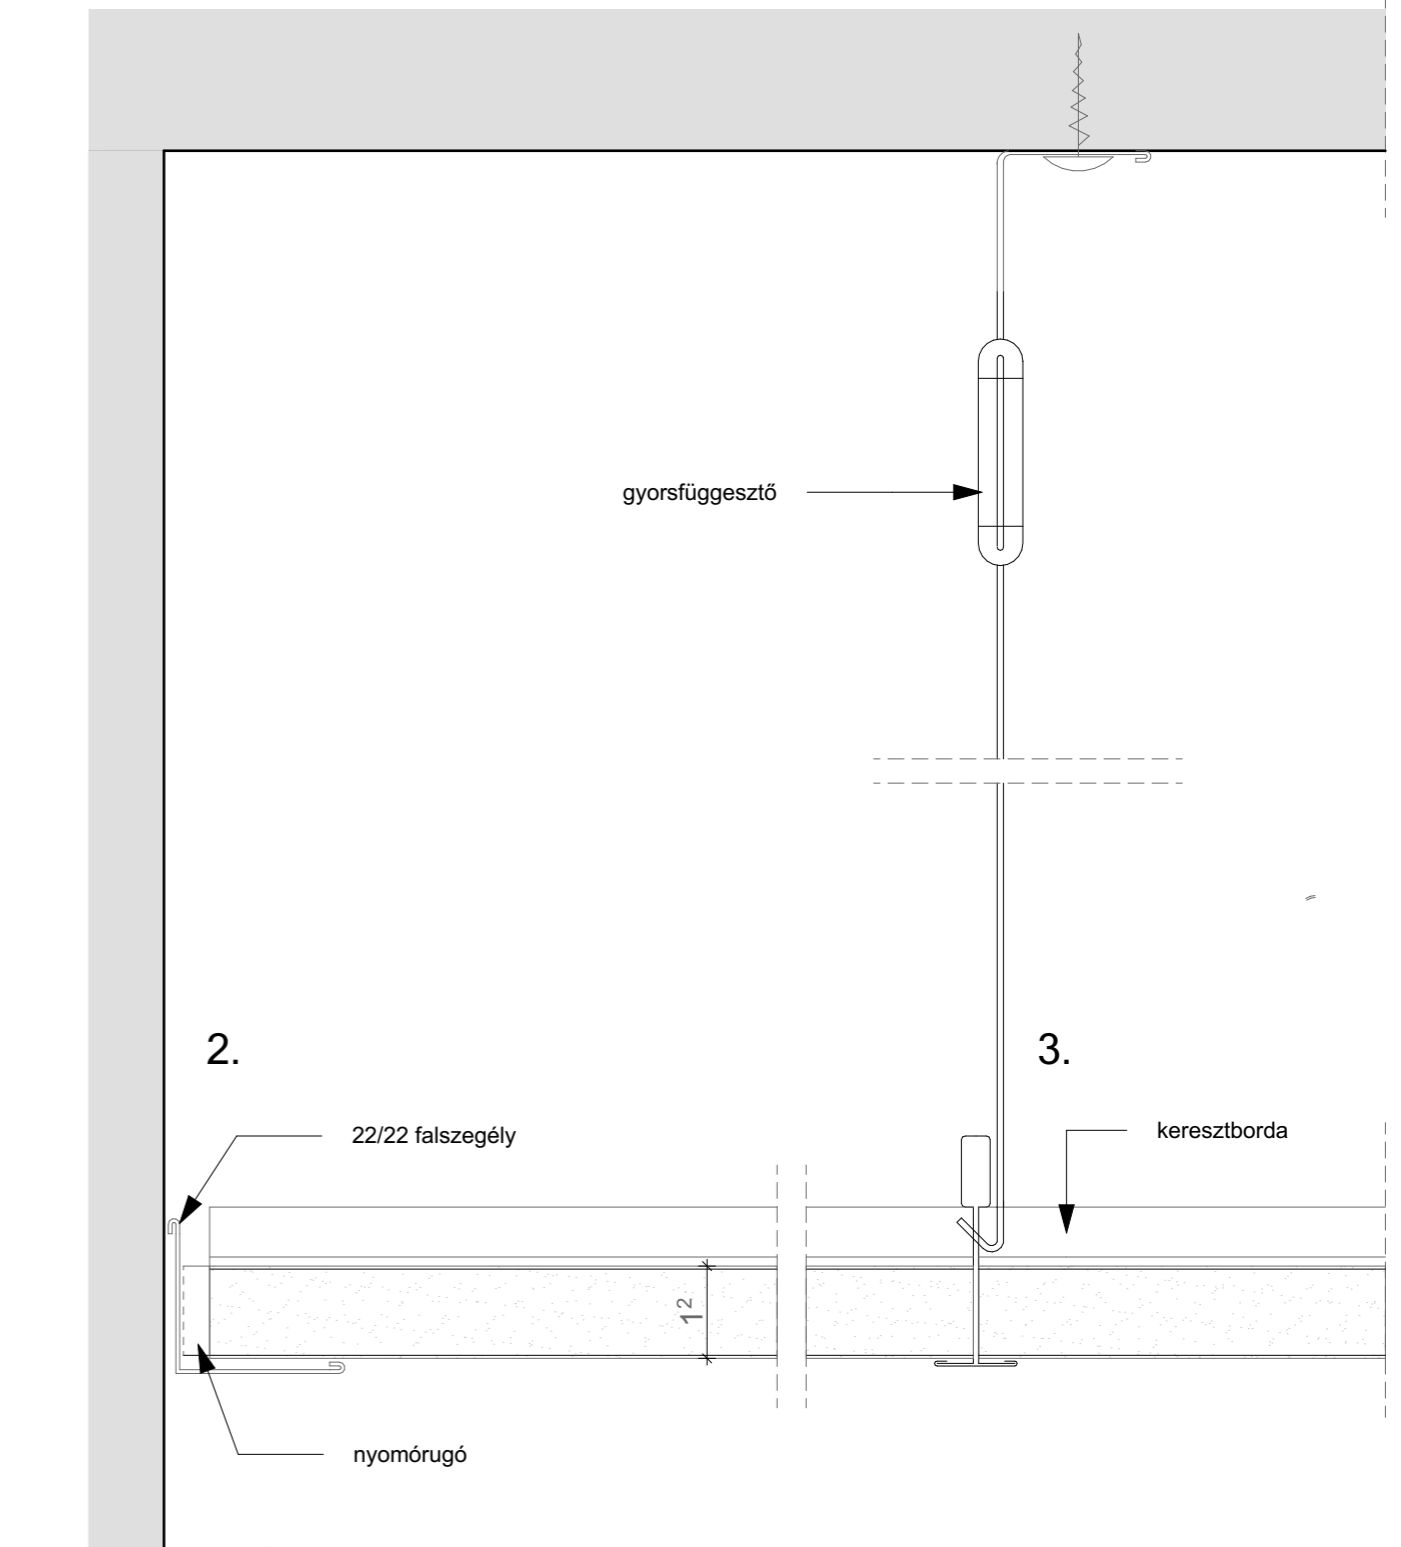 gyorsfüggesztő
2.
3.
22/22 falszegély
keresztborda
1²
nyomórugó